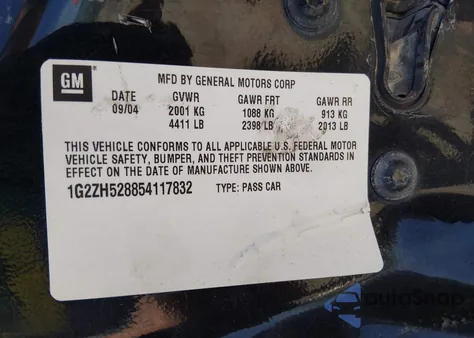 GM
MFD BY GENERAL MOTORS CORP
DATE GVWR GAWR FRT GAWR RR
09/04 2001 KG 1088 KG 913 KG
4411 LB 2398 LB 2013 LB
THIS VEHICLE CONFORMS TO ALL APPLICABLE U.S. FEDERAL MOTOR
VEHICLE SAFETY, BUMPER, AND THEFT PREVENTION STANDARDS IN
EFFECT ON THE DATE OF MANUFACTURE SHOWN ABOVE.
1G2ZH528854117832 TYPE: PASS CAR
autoSnap